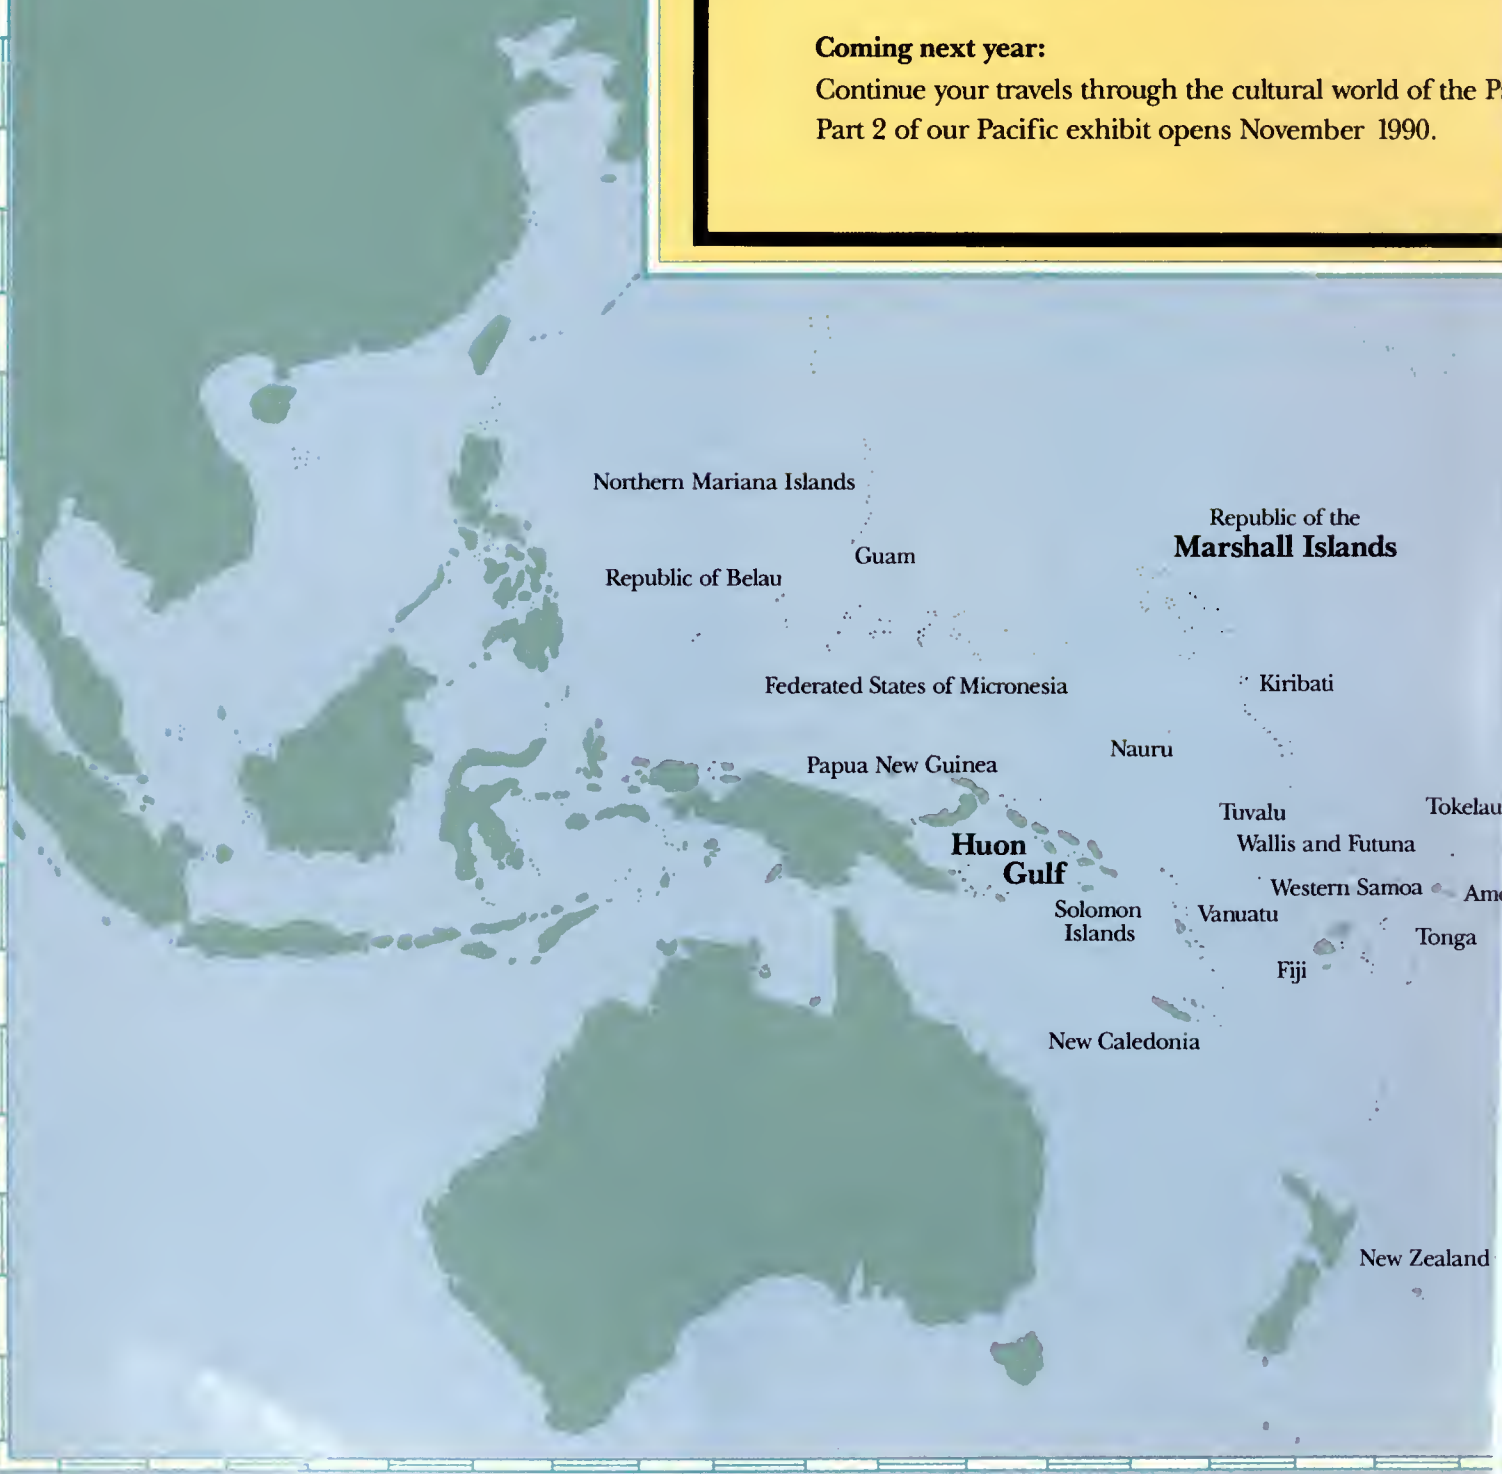 Coming next year:
Continue your travels through the cultural world of the
Part 2 of our Pacific exhibit opens November 1990.
Northern Mariana Islands
Republic of the
Marshall Islands
Guam
Republic of Belau
Federated States of Micronesia
Kiribati
Nauru
Papua New Guinea
Tuvalu
Tokelau
Huon
Gulf
Wallis and Futuna
Western Samoa
Solomon
Islands
Vanuatu
Tonga
Fiji
New Caledonia
New Zealand